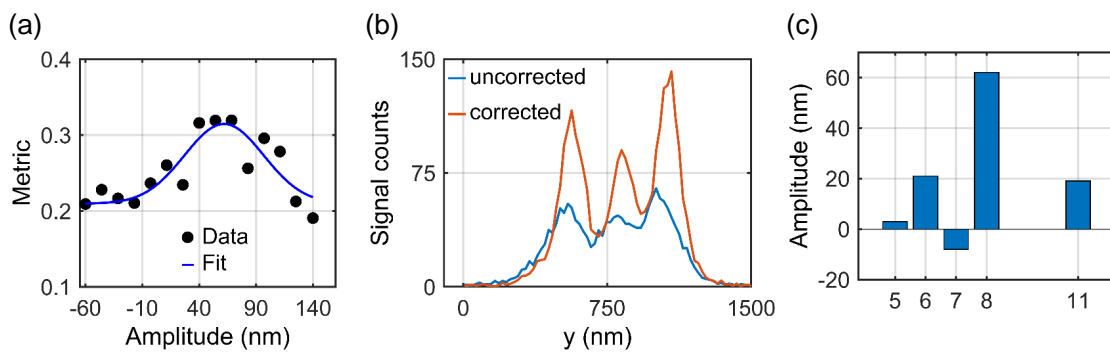 (a)
0.4
0.3
0.2
0.1
Metric
Data
Fit
-60 -10 40 90 140
Amplitude (nm)
(b)
150
75
0
Signal counts
uncorrected
corrected
0 750 1500
y (nm)
(c)
60
40
20
0
-20
Amplitude (nm)
5 6 7 8 11